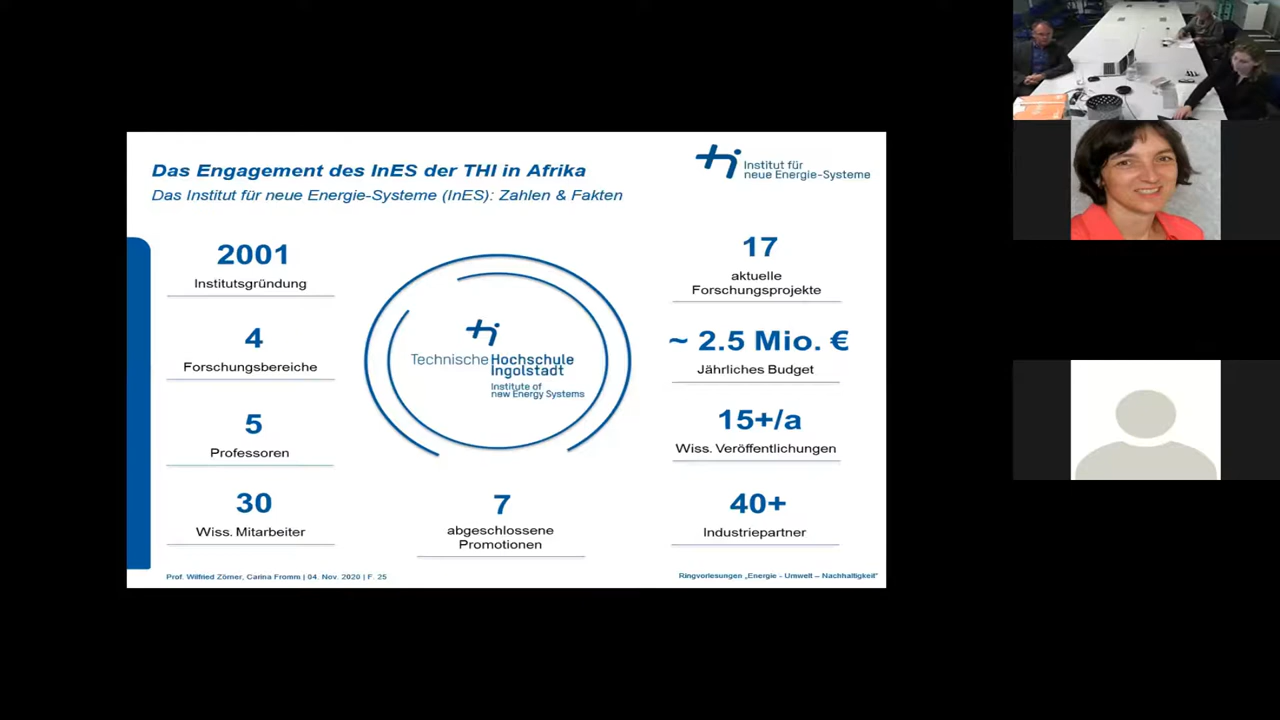 Das Engagement des InES der THI in Afrika
Das Institut für neue Energie-Systeme (InES): Zahlen & Fakten
Institut für
neue Energie-Systeme
2001
Institutsgründung
4
Forschungsbereiche
5
Professoren
30
Wiss. Mitarbeiter
Technische Hochschule
Ingolstadt
Institute of
new Energy Systems
7
abgeschlossene
Promotionen
17
aktuelle
Forschungsprojekte
~ 2.5 Mio. €
Jährliches Budget
15+/a
Wiss. Veröffentlichungen
40+
Industriepartner
Prof. Wilfried Zörner, Carina Fromm | 04. Nov. 2020 | F. 25
Ringvorlesungen „Energie - Umwelt – Nachhaltigkeit"